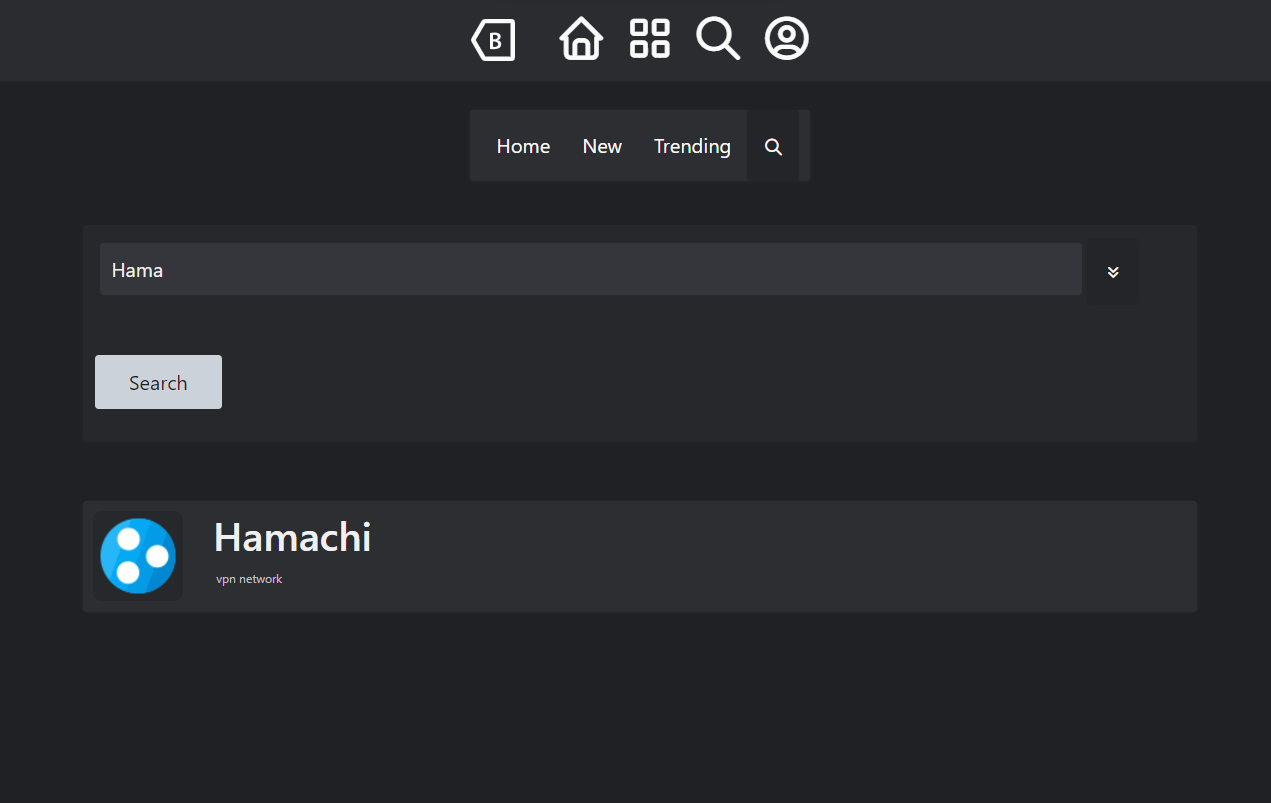 B
Home New Trending
Hama
Search
Hamachi
vpn network